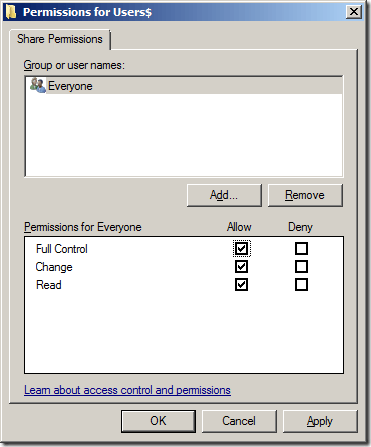 Permissions for Users$
Share Permissions
Group or user names:
Everyone
Add...
Remove
Permissions for Everyone Allow Deny
Full Control
Change
Read
Learn about access control and permissions
OK
Cancel
Apply